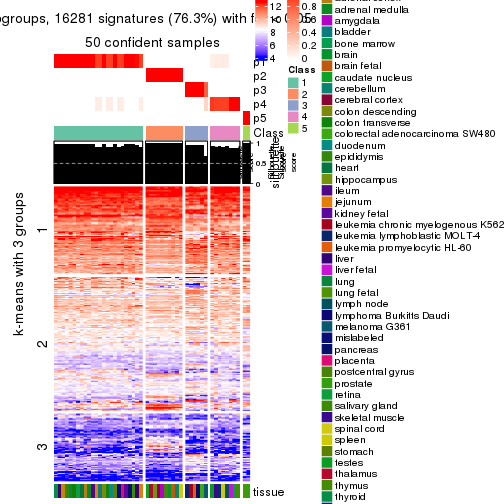 groups, 16281 signatures (76.3%) with f
50 confident samples
p1
p2
p3
p4
p5
Class
1
0.5
0
k-means with 3 groups
1
2
3
tissue
12
10
8
6
4
0.8
0.6
0.4
0.2
0
Class
1
2
3
4
5
adrenal medulla
amygdala
bladder
bone marrow
brain
brain fetal
caudate nucleus
cerebellum
cerebral cortex
colon descending
colon transverse
colorectal adenocarcinoma SW480
duodenum
epididymis
heart
hippocampus
ileum
jejunum
kidney fetal
leukemia chronic myelogenous K562
leukemia lymphoblastic MOLT-4
leukemia promyelocytic HL-60
liver
liver fetal
lung
lung fetal
lymph node
lymphoma Burkitts Daudi
melanoma G361
mislabeled
pancreas
placenta
postcentral gyrus
prostate
retina
salivary gland
skeletal muscle
spinal cord
spleen
stomach
testes
thalamus
thymus
thyroid